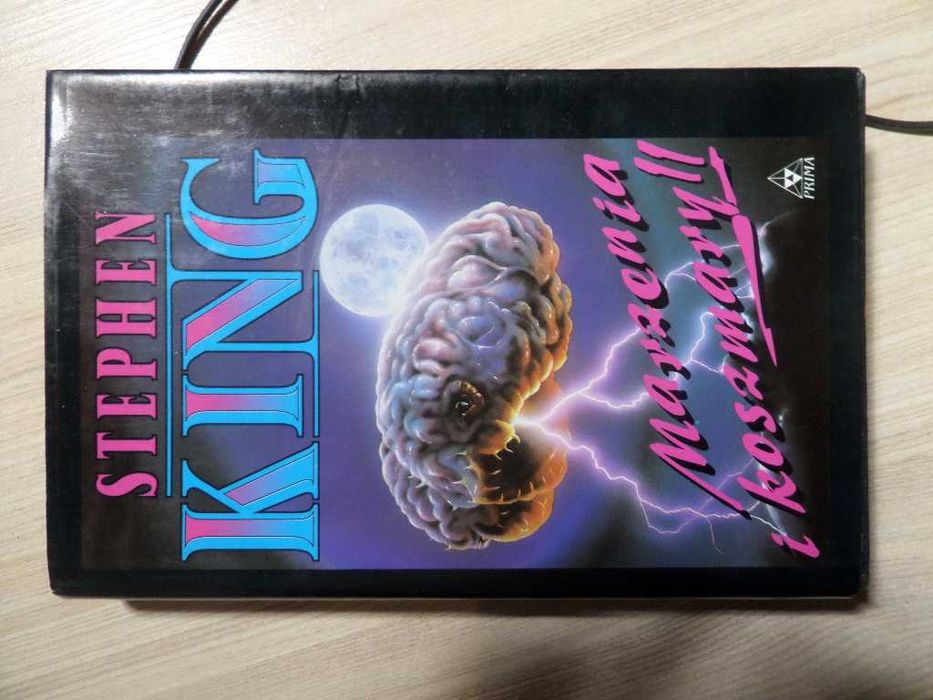 STEPHEN
KING
Marzenia
i koszmary II
PRIMA